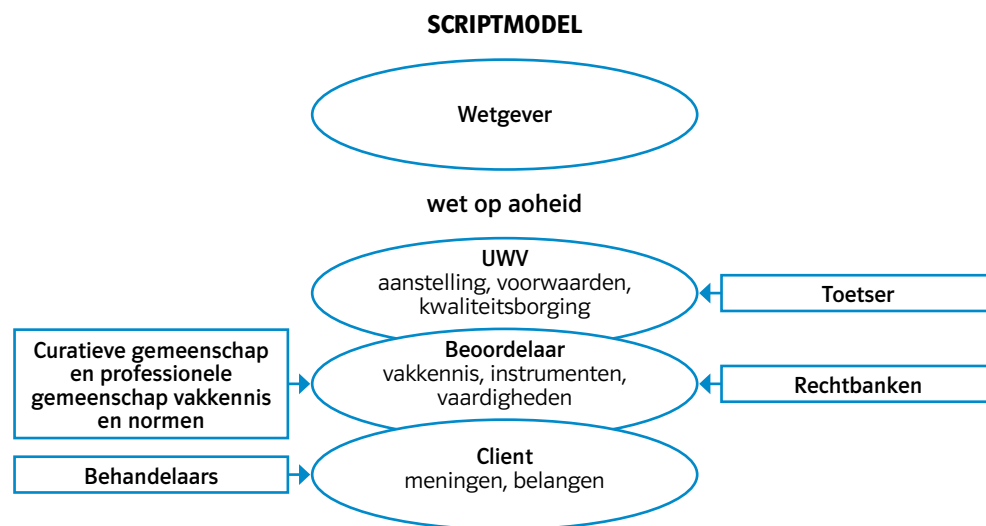 SCRIPTMODEL
Wetgever
wet op aoheid
UWV
aanstelling, voorwaarden,
kwaliteitsborging
Toetser
Curatieve gemeenschap
en professionele
gemeenschap vakkennis
en normen
Beoordelaar
vakkennis, instrumenten,
vaardigheden
Rechtbanken
Behandelaars
Client
meningen, belangen